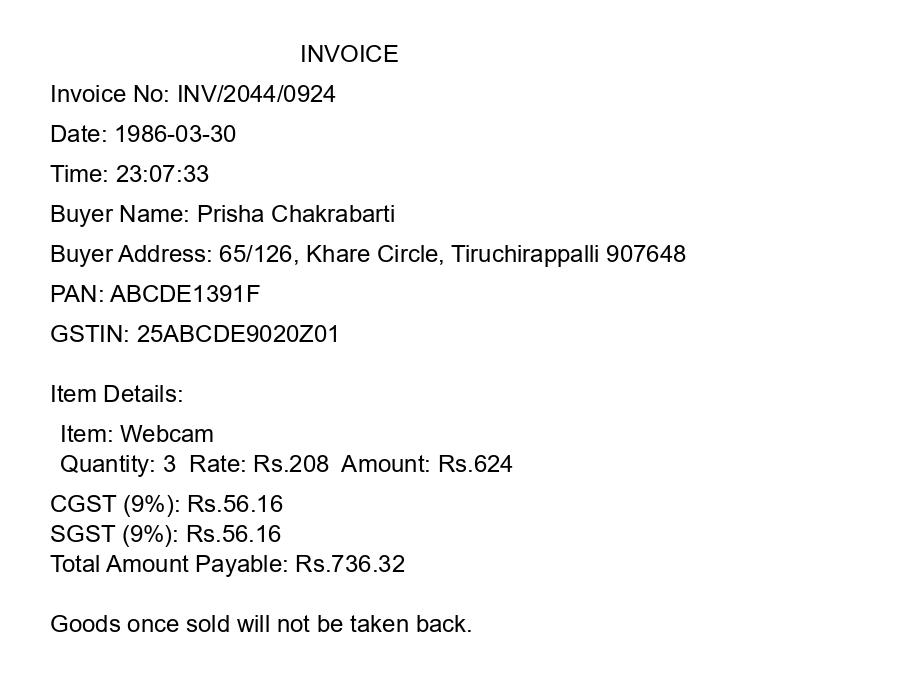 INVOICE
Invoice No: INV/2044/0924
Date: 1986-03-30
Time: 23:07:33
Buyer Name: Prisha Chakrabarti
Buyer Address: 65/126, Khare Circle, Tiruchirappalli 907648
PAN: ABCDE1391F
GSTIN: 25ABCDE9020Z01
Item Details:
Item: Webcam
Quantity: 3  Rate: Rs.208  Amount: Rs.624
CGST (9%): Rs.56.16
SGST (9%): Rs.56.16
Total Amount Payable: Rs.736.32
Goods once sold will not be taken back.